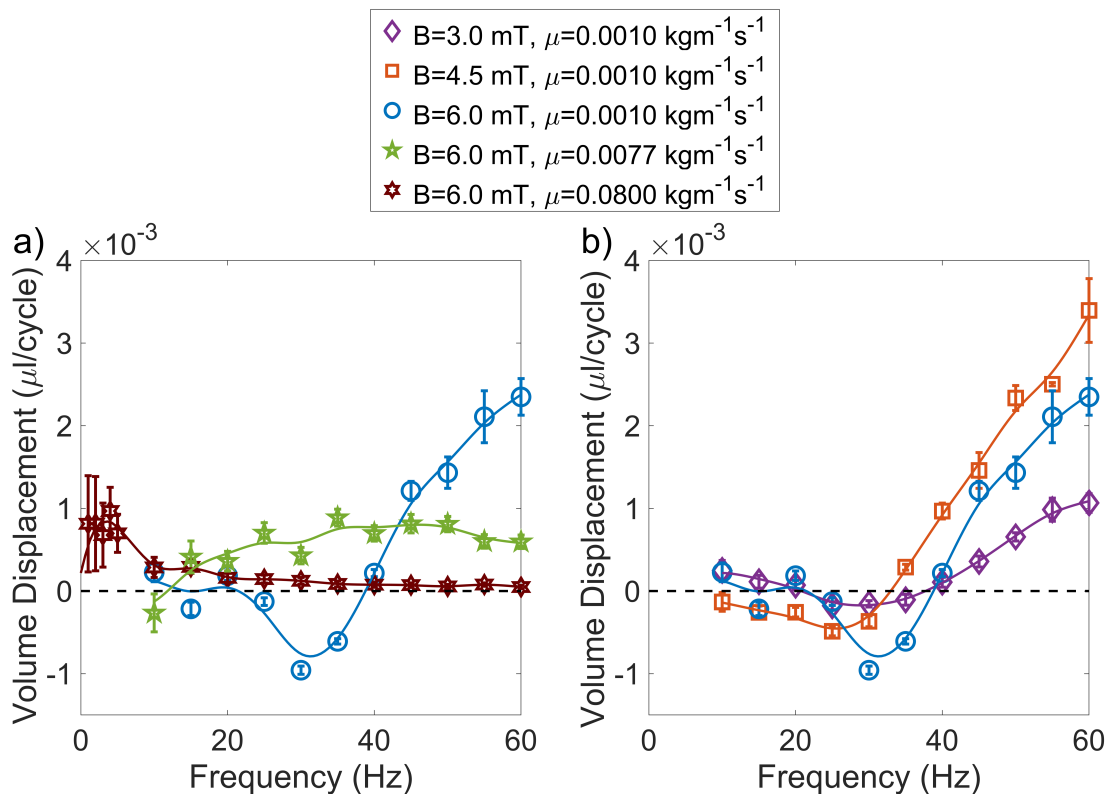 B=3.0 mT, μ=0.0010 kgm⁻¹s⁻¹
B=4.5 mT, μ=0.0010 kgm⁻¹s⁻¹
B=6.0 mT, μ=0.0010 kgm⁻¹s⁻¹
B=6.0 mT, μ=0.0077 kgm⁻¹s⁻¹
B=6.0 mT, μ=0.0800 kgm⁻¹s⁻¹
a)
×10⁻³
4
3
2
1
0
-1
Volume Displacement (μl/cycle)
0 20 40 60
Frequency (Hz)
b)
×10⁻³
4
3
2
1
0
-1
Volume Displacement (μl/cycle)
0 20 40 60
Frequency (Hz)